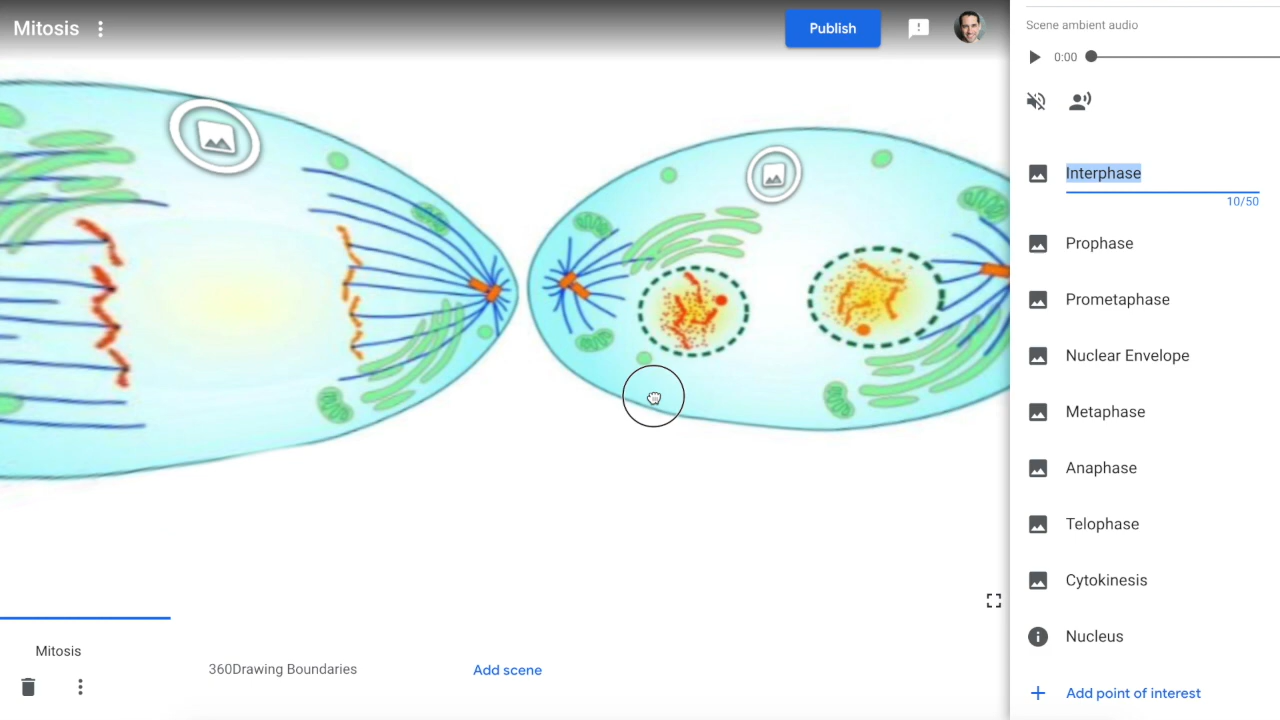 Mitosis
Publish
Scene ambient audio
0:00
Interphase
10/50
Prophase
Prometaphase
Nuclear Envelope
Metaphase
Anaphase
Telophase
Cytokinesis
Nucleus
Add point of interest
Mitosis
360Drawing Boundaries
Add scene